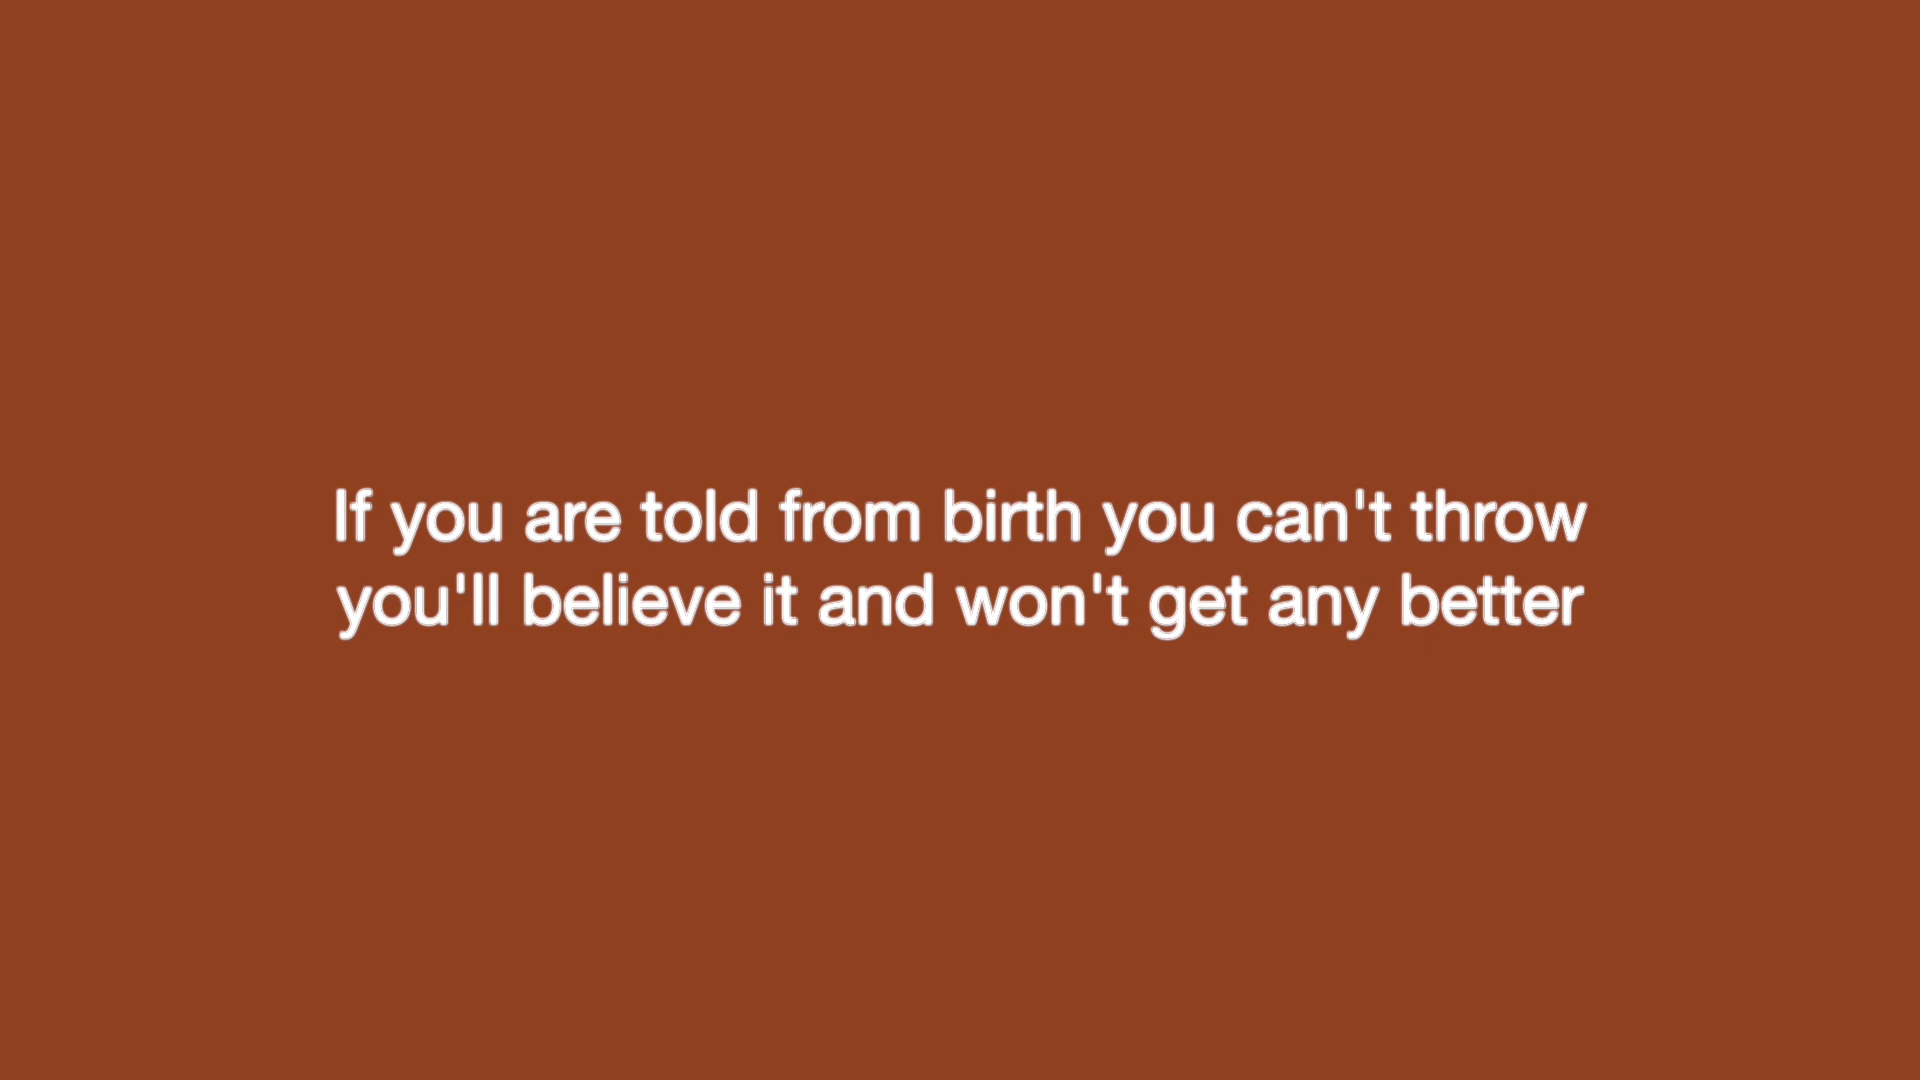 If you are told from birth you can't throw
you'll believe it and won't get any better